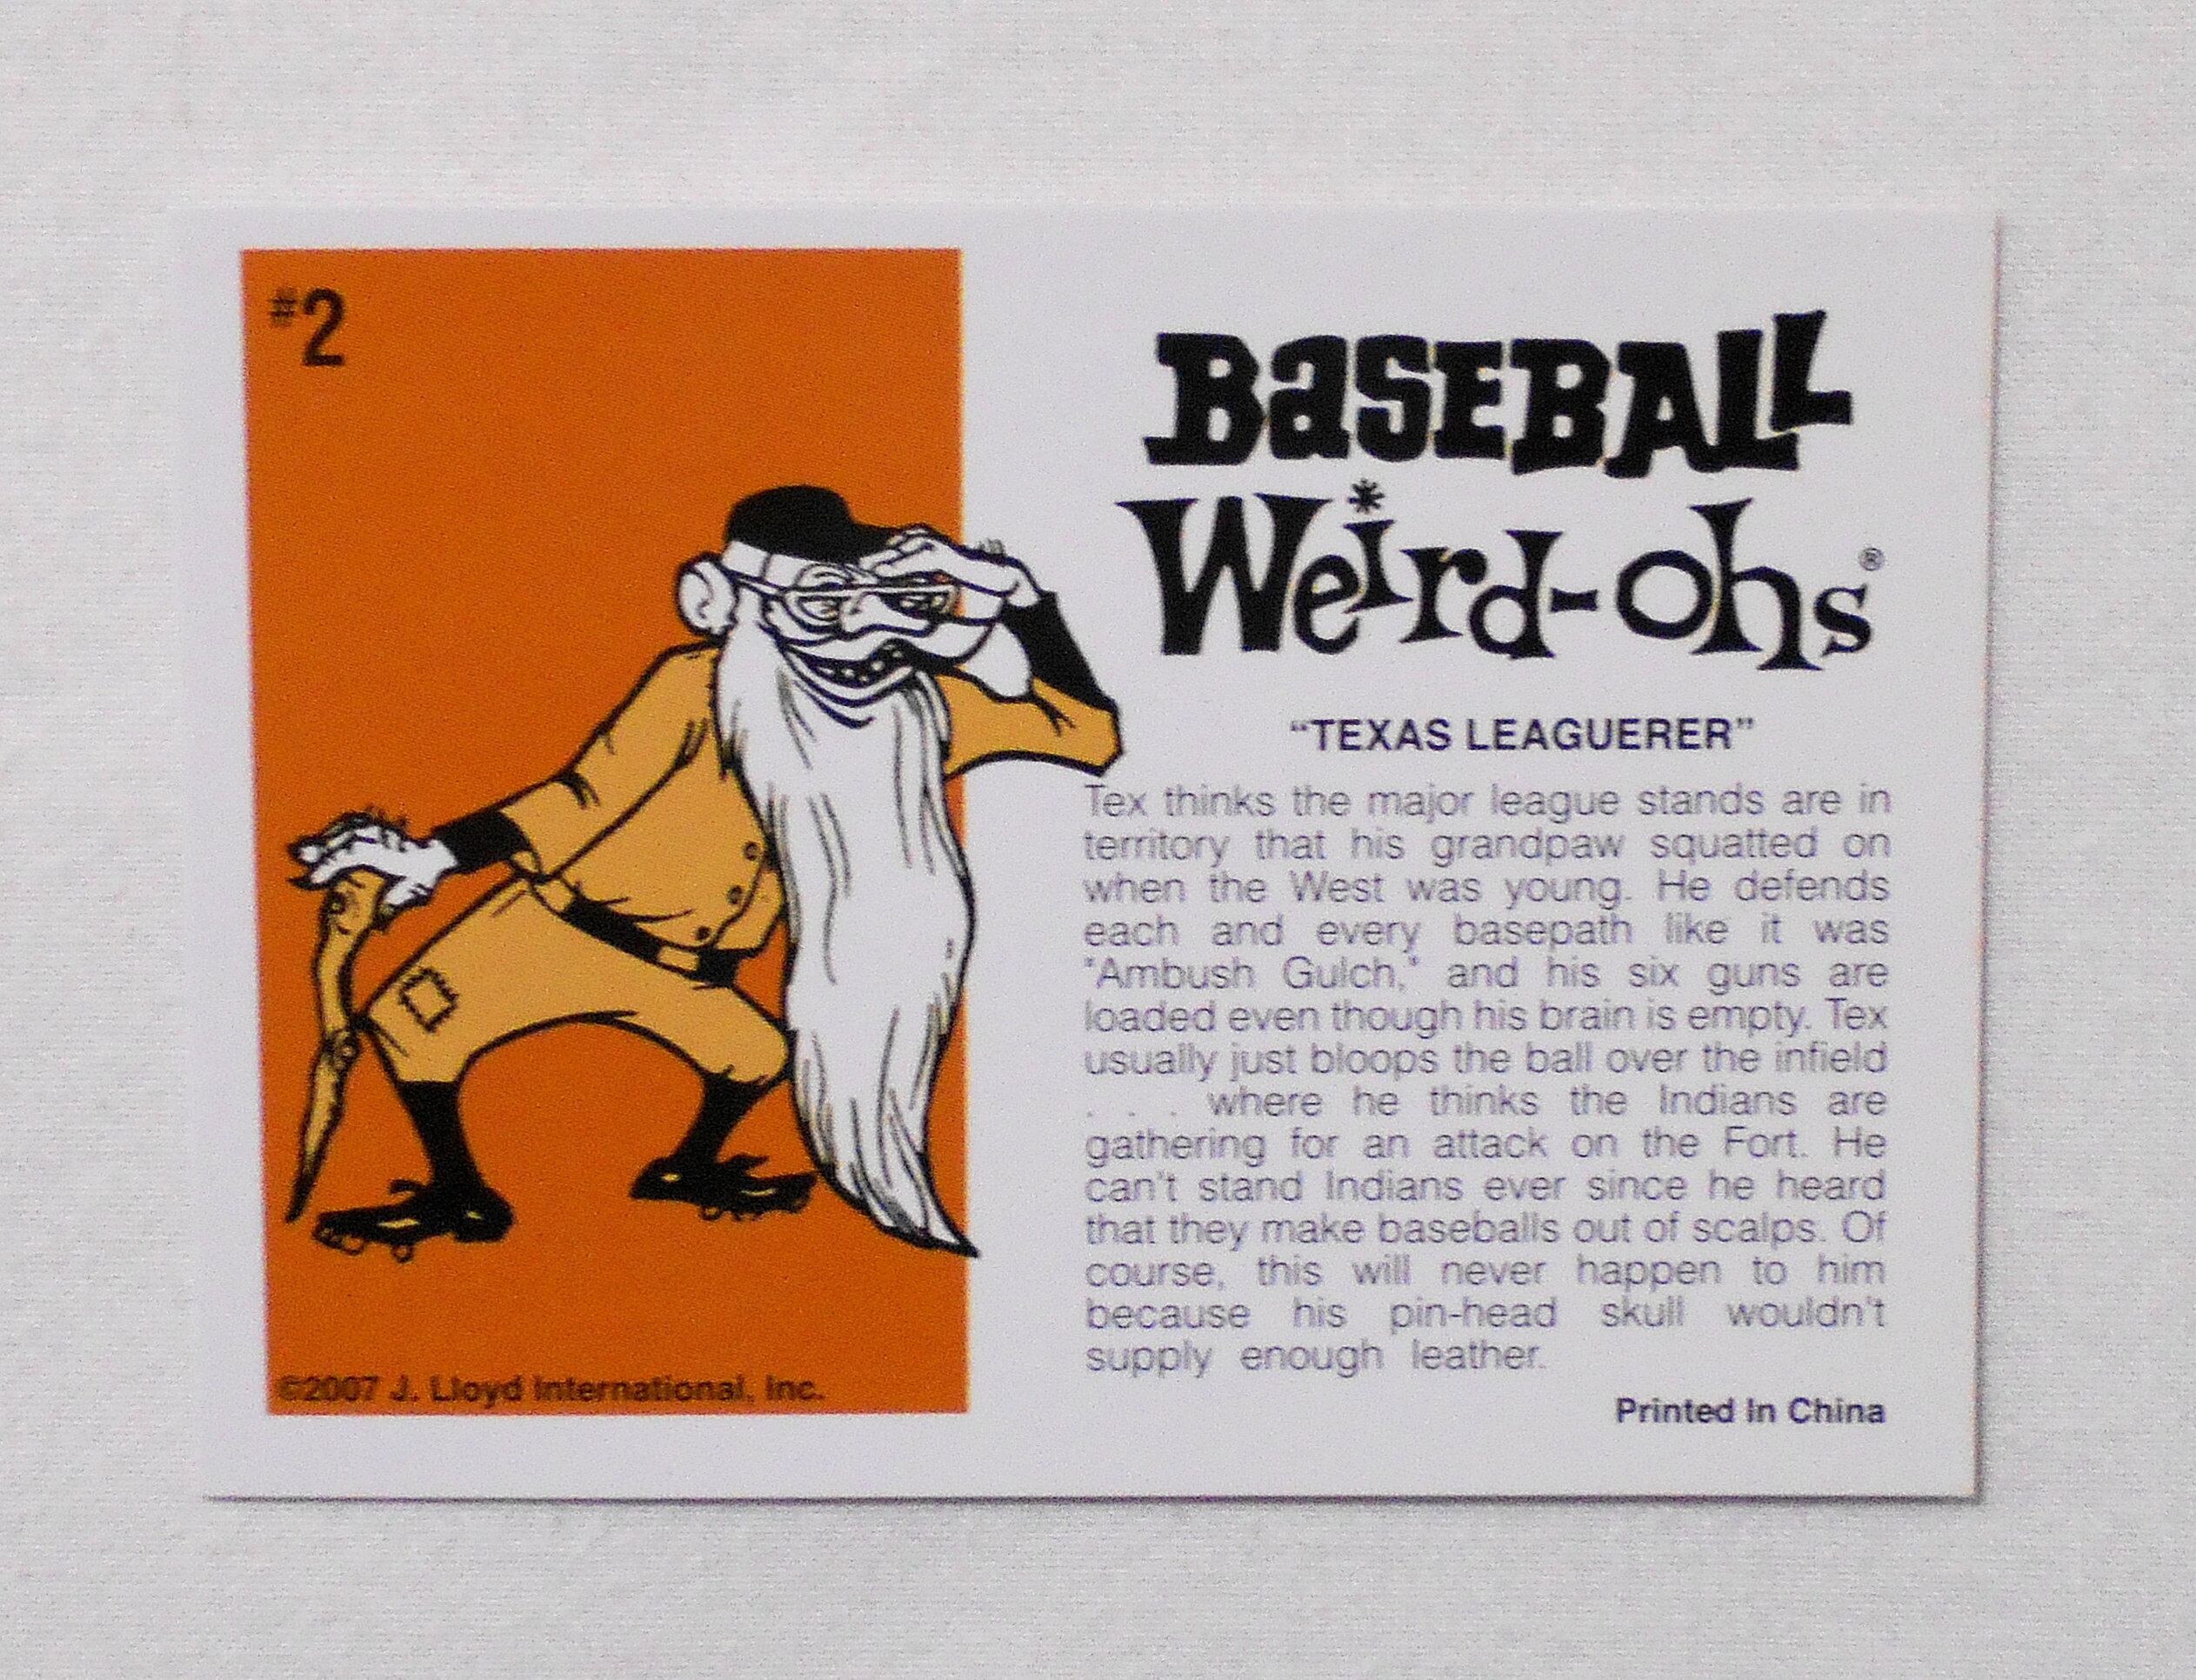 #2
BaseBALL
Weird-ohs®
“TEXAS LEAGUERER”
Tex thinks the major league stands are in
territory that his grandpaw squatted on
when the West was young. He defends
each and every basepath like it was
"Ambush Gulch," and his six guns are
loaded even though his brain is empty. Tex
usually just bloops the ball over the infield
. . . where he thinks the Indians are
gathering for an attack on the Fort. He
can't stand Indians ever since he heard
that they make baseballs out of scalps. Of
course, this will never happen to him
because his pin-head skull wouldn't
supply enough leather.
©2007 J. Lloyd International, Inc.
Printed In China